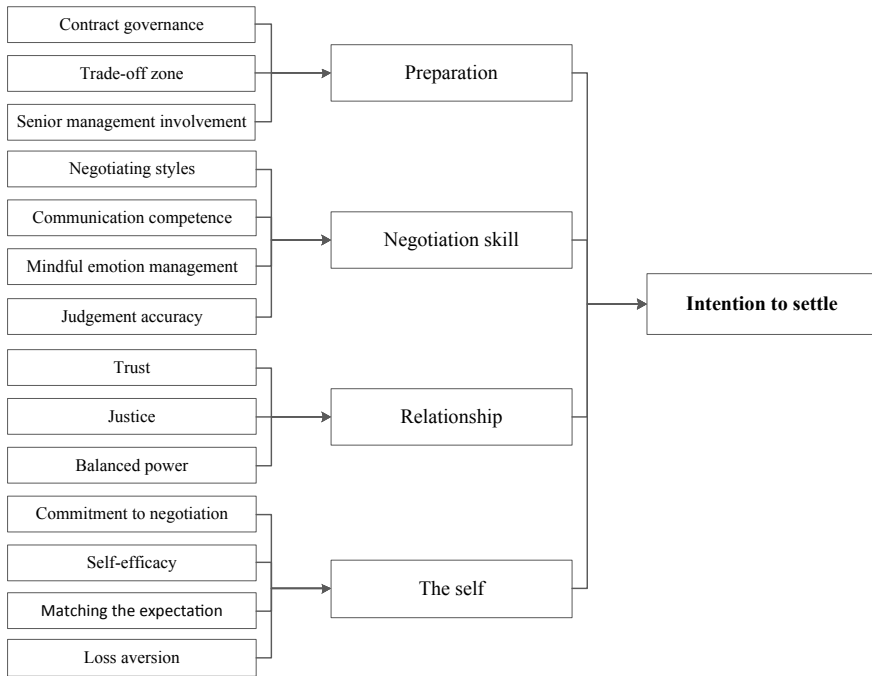 Contract governance
Trade-off zone
Senior management involvement
Preparation
Negotiating styles
Communication competence
Mindful emotion management
Judgement accuracy
Negotiation skill
Intention to settle
Trust
Justice
Balanced power
Relationship
Commitment to negotiation
Self-efficacy
Matching the expectation
Loss aversion
The self